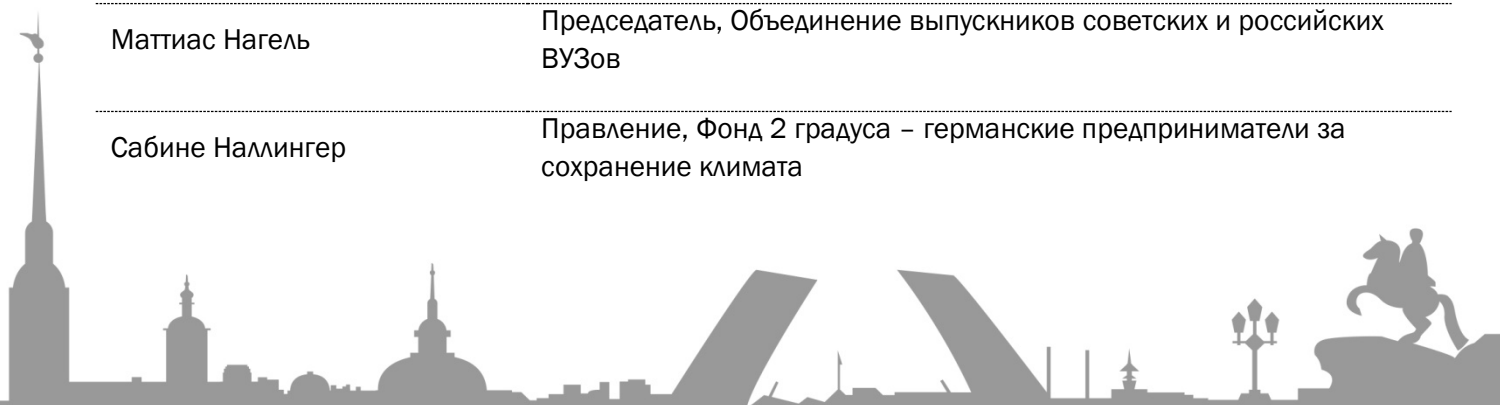 Маттиас Нагель
Председатель, Объединение выпускников советских и российских
ВУЗов
Сабине Наллингер
Правление, Фонд 2 градуса – германские предприниматели за
сохранение климата